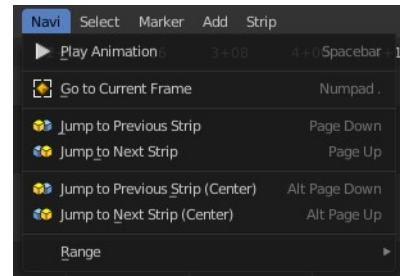 Navi Select Marker Add Strip
Play Animation Spacebar
3+08
Go to Current Frame Numpad .
Jump to Previous Strip Page Down
Jump to Next Strip Page Up
Jump to Previous Strip (Center) Alt Page Down
Jump to Next Strip (Center) Alt Page Up
Range